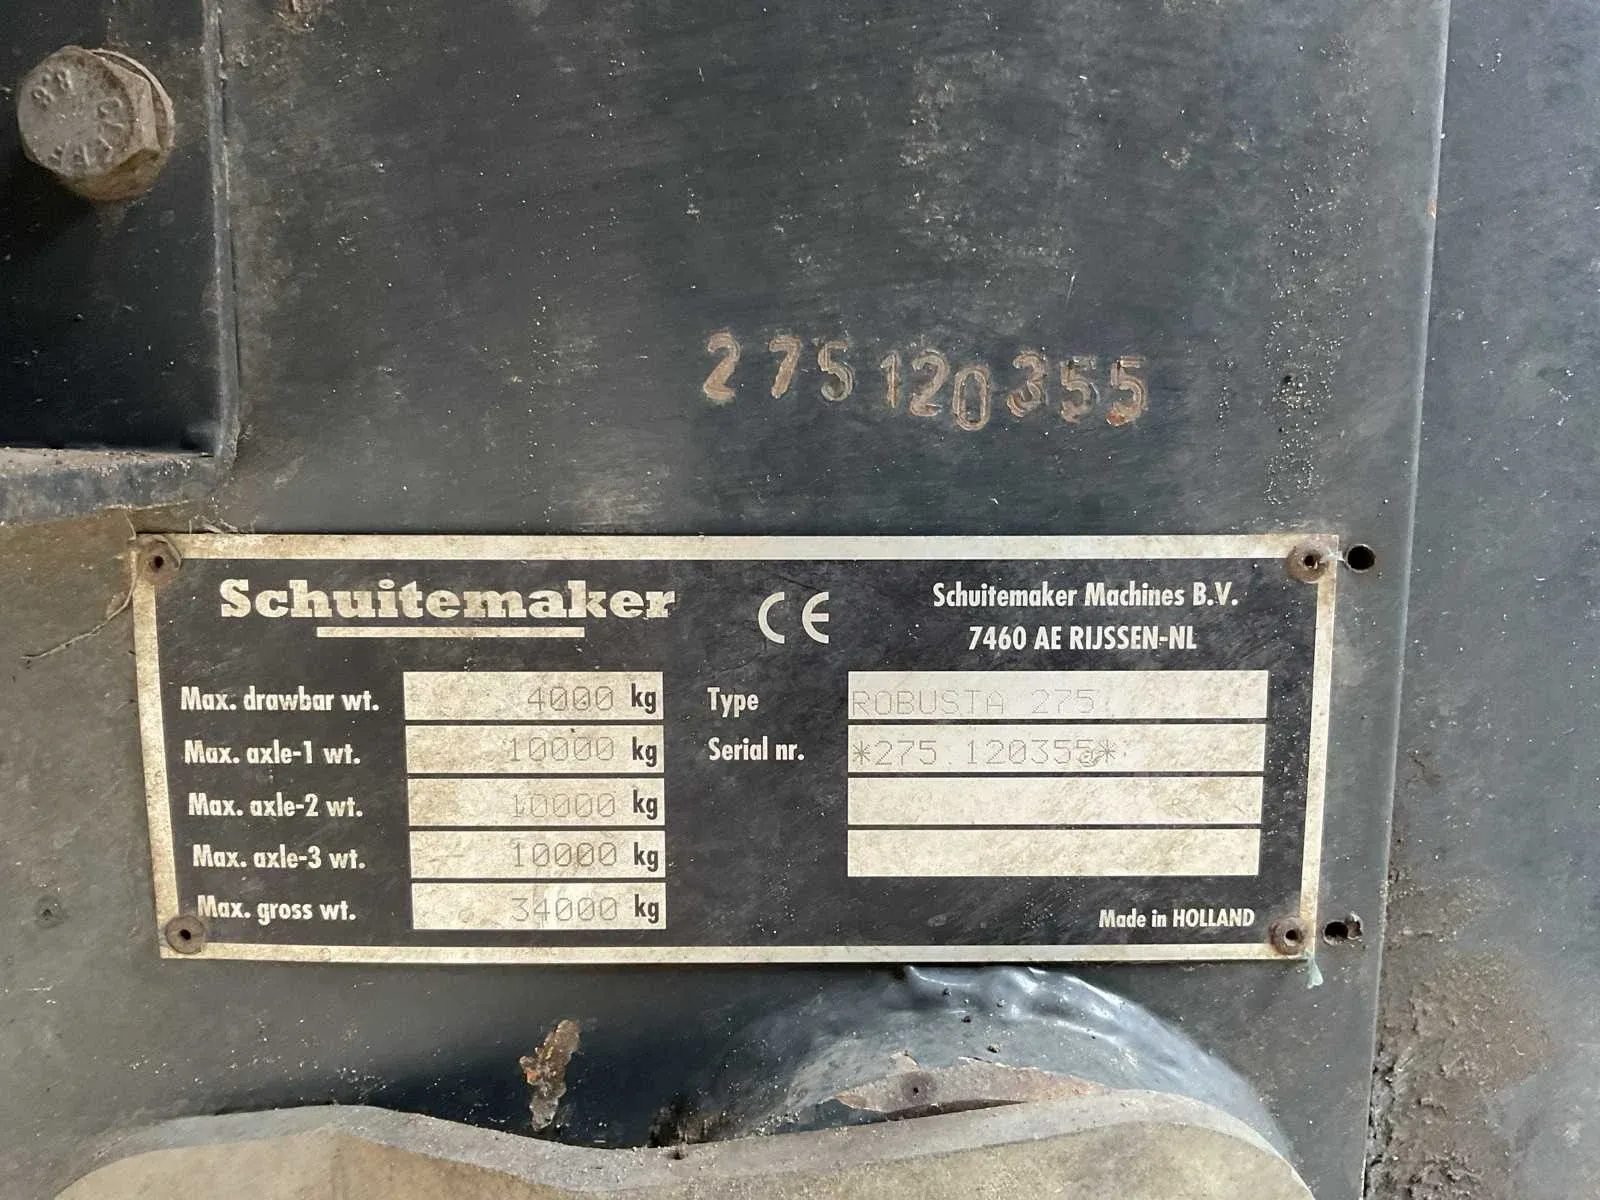 8.8
275120355
Schuitemaker
CE
Schuitemaker Machines B.V.
7460 AE RIJSSEN-NL
Max. drawbar wt. 4000 kg
Type ROBUSTA 275
Max. axle-1 wt. 10000 kg
Serial nr. *275.120355*
Max. axle-2 wt. 10000 kg
Max. axle-3 wt. 10000 kg
Max. gross wt. 34000 kg
Made in HOLLAND